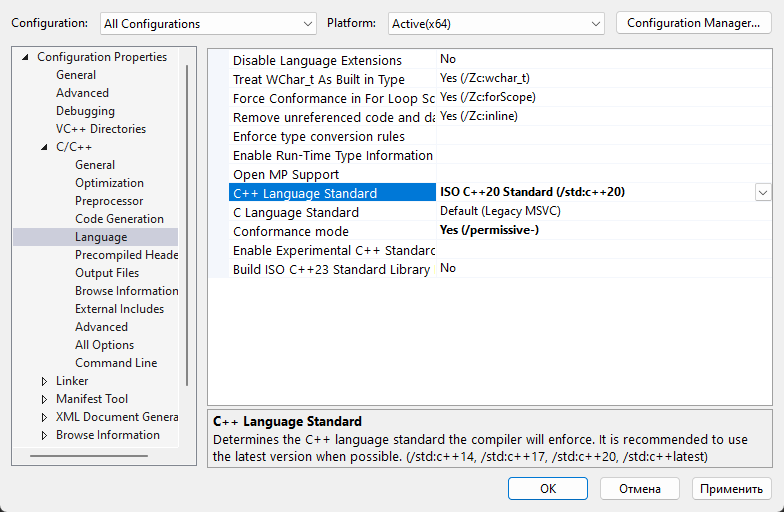 Configuration: All Configurations Platform: Active(x64) Configuration Manager...
Configuration Properties
General
Advanced
Debugging
VC++ Directories
C/C++
General
Optimization
Preprocessor
Code Generation
Language
Precompiled Heade
Output Files
Browse Information
External Includes
Advanced
All Options
Command Line
Linker
Manifest Tool
XML Document Genera
Browse Information
Disable Language Extensions No
Treat WChar_t As Built in Type Yes (/Zc:wchar_t)
Force Conformance in For Loop Sc Yes (/Zc:forScope)
Remove unreferenced code and da Yes (/Zc:inline)
Enforce type conversion rules
Enable Run-Time Type Information
Open MP Support
C++ Language Standard ISO C++20 Standard (/std:c++20)
C Language Standard Default (Legacy MSVC)
Conformance mode Yes (/permissive-)
Enable Experimental C++ Standard
Build ISO C++23 Standard Library No
C++ Language Standard
Determines the C++ language standard the compiler will enforce. It is recommended to use
the latest version when possible. (/std:c++14, /std:c++17, /std:c++20, /std:c++latest)
OK Отмена Применить